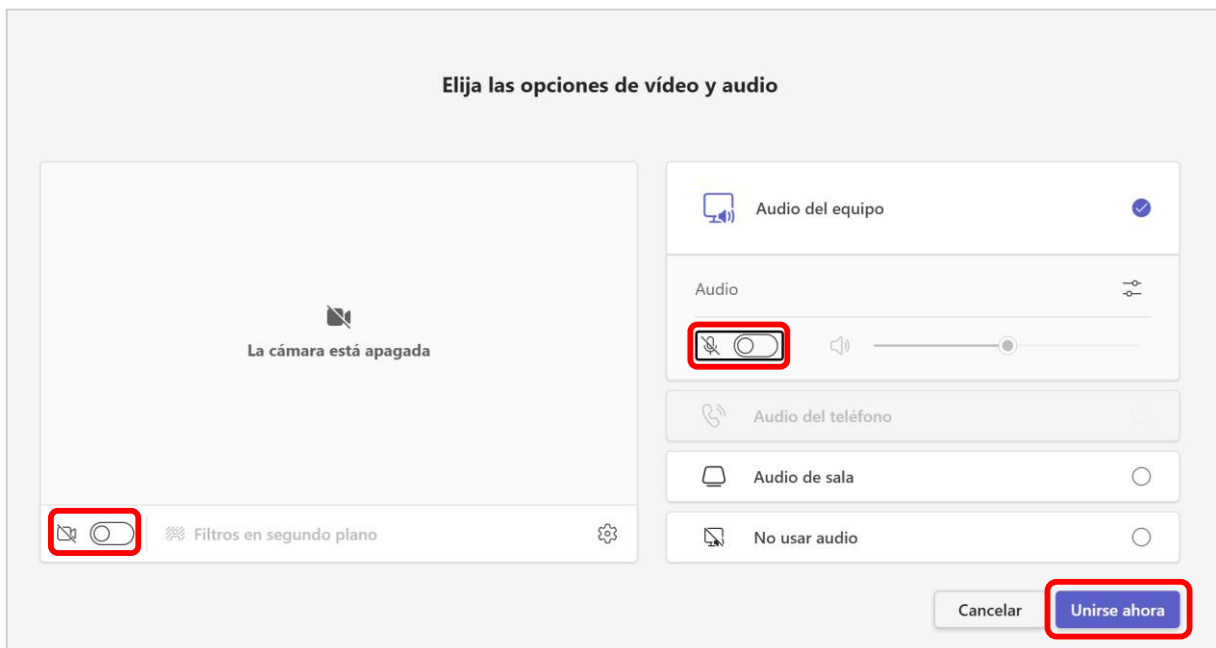 Elija las opciones de vídeo y audio
La cámara está apagada
Filtros en segundo plano
Audio del equipo
Audio
Audio del teléfono
Audio de sala
No usar audio
Cancelar
Unirse ahora